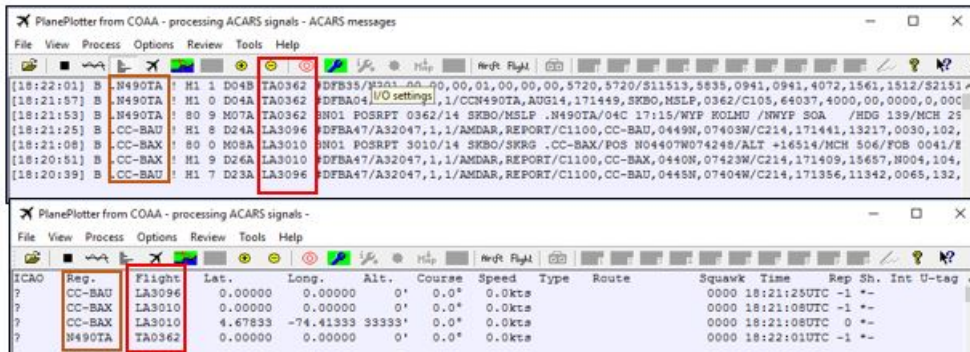 PlanePlotter from COAA - processing ACARS signals - ACARS messages
File View Process Options Review Tools Help
[18:22:01] B .N490TA ! H1 1 D04B TA0362 #DFB35/N201,00,00,01,00,00,00,5720,5720/S11513,5835,0941,0941,4072,1561,1512/S2151
[18:21:57] B .N490TA ! H1 0 D04A TA0362 #DFBA04,1,1/CCN490TA,AUG14,171449,SKBO,MSLP,0362/C105,64037,4000,00,0000,0,000
I/O settings
[18:21:53] B .N490TA ! 80 9 M07A TA0362 3N01 POSRPT 0362/14 SKBO/MSLP .N490TA/04C 17:15/WYP KOLMU /NWYP SOA /HDG 139/MCH 29
[18:21:25] B .CC-BAU ! H1 8 D24A LA3096 #DFBA47/A32047,1,1/AMDAR,REPORT/C1100,CC-BAU,0449N,07403W/C214,171441,13217,0030,102,
[18:21:08] B .CC-BAX ! 80 0 M08A LA3010 3N01 POSRPT 3010/14 SKBO/SKRG .CC-BAX/POS N04407W074248/ALT +16514/MCH 506/FOB 0041/E
[18:20:51] B .CC-BAX ! H1 9 D26A LA3010 #DFBA47/A32047,1,1/AMDAR,REPORT/C1100,CC-BAX,0440N,07423W/C214,171409,15657,N004,104,
[18:20:39] B .CC-BAU ! H1 7 D23A LA3096 #DFBA47/A32047,1,1/AMDAR,REPORT/C1100,CC-BAU,0445N,07404W/C214,171356,11342,0065,132,
PlanePlotter from COAA - processing ACARS signals -
File View Process Options Review Tools Help
ICAO Reg. Flight Lat. Long. Alt. Course Speed Type Route Squawk Time Rep Sh. Int U-tag
? CC-BAU LA3096 0.00000 0.00000 0' 0.0° 0.0kts 0000 18:21:25UTC -1 *-
? CC-BAX LA3010 0.00000 0.00000 0' 0.0° 0.0kts 0000 18:21:08UTC -1 *-
? CC-BAX LA3010 4.67833 -74.41333 33333' 0.0° 0.0kts 0000 18:21:08UTC 0 *-
? N490TA TA0362 0.00000 0.00000 0' 0.0° 0.0kts 0000 18:22:01UTC -1 *-